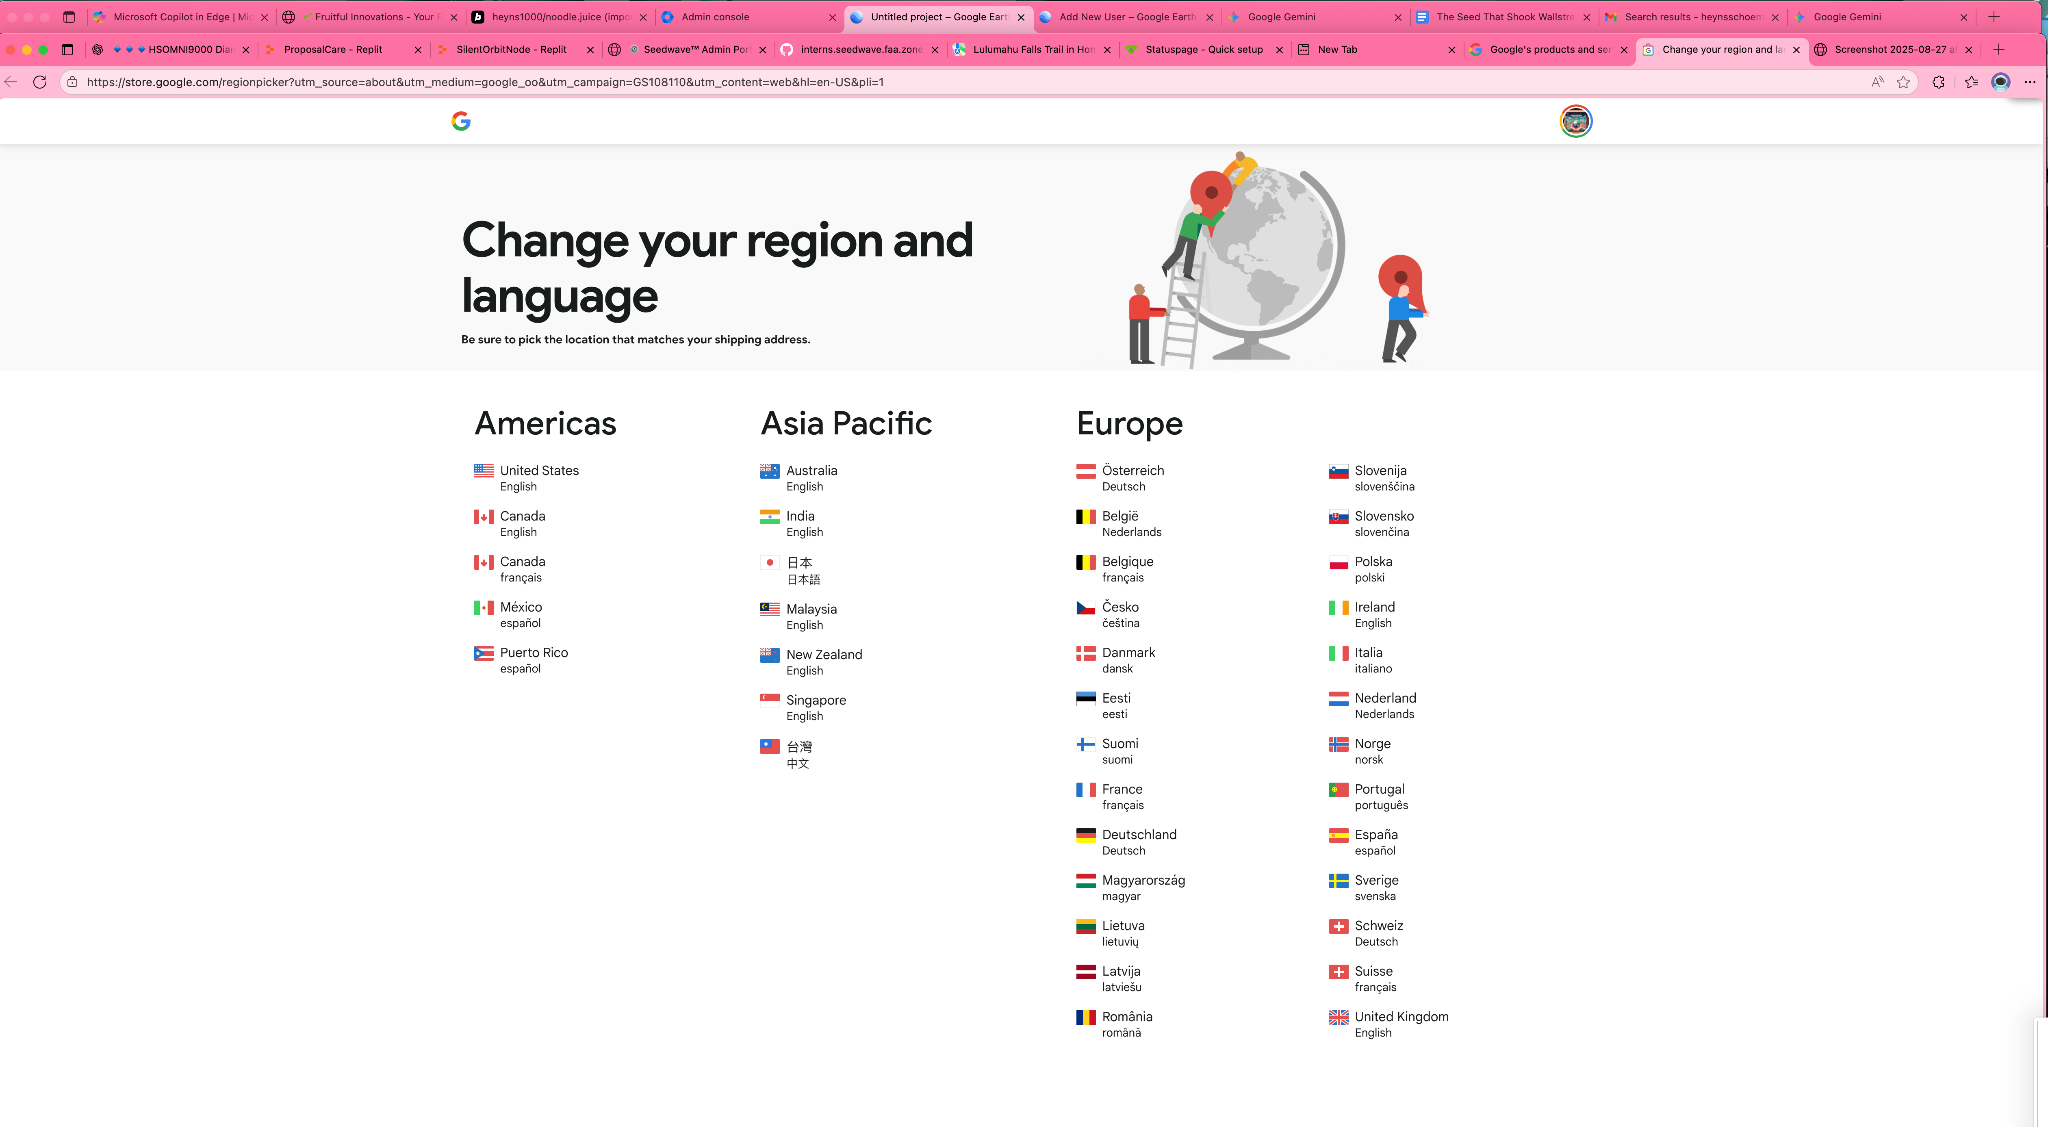 Microsoft Copilot in Edge | Mic
Fruitful Innovations - Your F
heyns1000/noodle.juice (impor
Admin console
Untitled project – Google Eart
Add New User – Google Earth
Google Gemini
The Seed That Shook Wallstre
Search results - heynsschoem
Google Gemini
HSOMNI9000 Dian
ProposalCare - Replit
SilentOrbitNode - Replit
Seedwave™ Admin Port
interns.seedwave.faa.zone
Lulumahu Falls Trail in Hon
Statuspage - Quick setup
New Tab
Google's products and ser
Change your region and la
Screenshot 2025-08-27 a
https://store.google.com/regionpicker?utm_source=about&utm_medium=google_oo&utm_campaign=GS108110&utm_content=web&hl=en-US&pli=1
Change your region and
language
Be sure to pick the location that matches your shipping address.
Americas
United States
English
Canada
English
Canada
français
México
español
Puerto Rico
español
Asia Pacific
Australia
English
India
English
日本
日本語
Malaysia
English
New Zealand
English
Singapore
English
台灣
中文
Europe
Österreich
Deutsch
België
Nederlands
Belgique
français
Česko
čeština
Danmark
dansk
Eesti
eesti
Suomi
suomi
France
français
Deutschland
Deutsch
Magyarország
magyar
Lietuva
lietuvių
Latvija
latviešu
România
română
Slovenija
slovenščina
Slovensko
slovenčina
Polska
polski
Ireland
English
Italia
italiano
Nederland
Nederlands
Norge
norsk
Portugal
português
España
español
Sverige
svenska
Schweiz
Deutsch
Suisse
français
United Kingdom
English